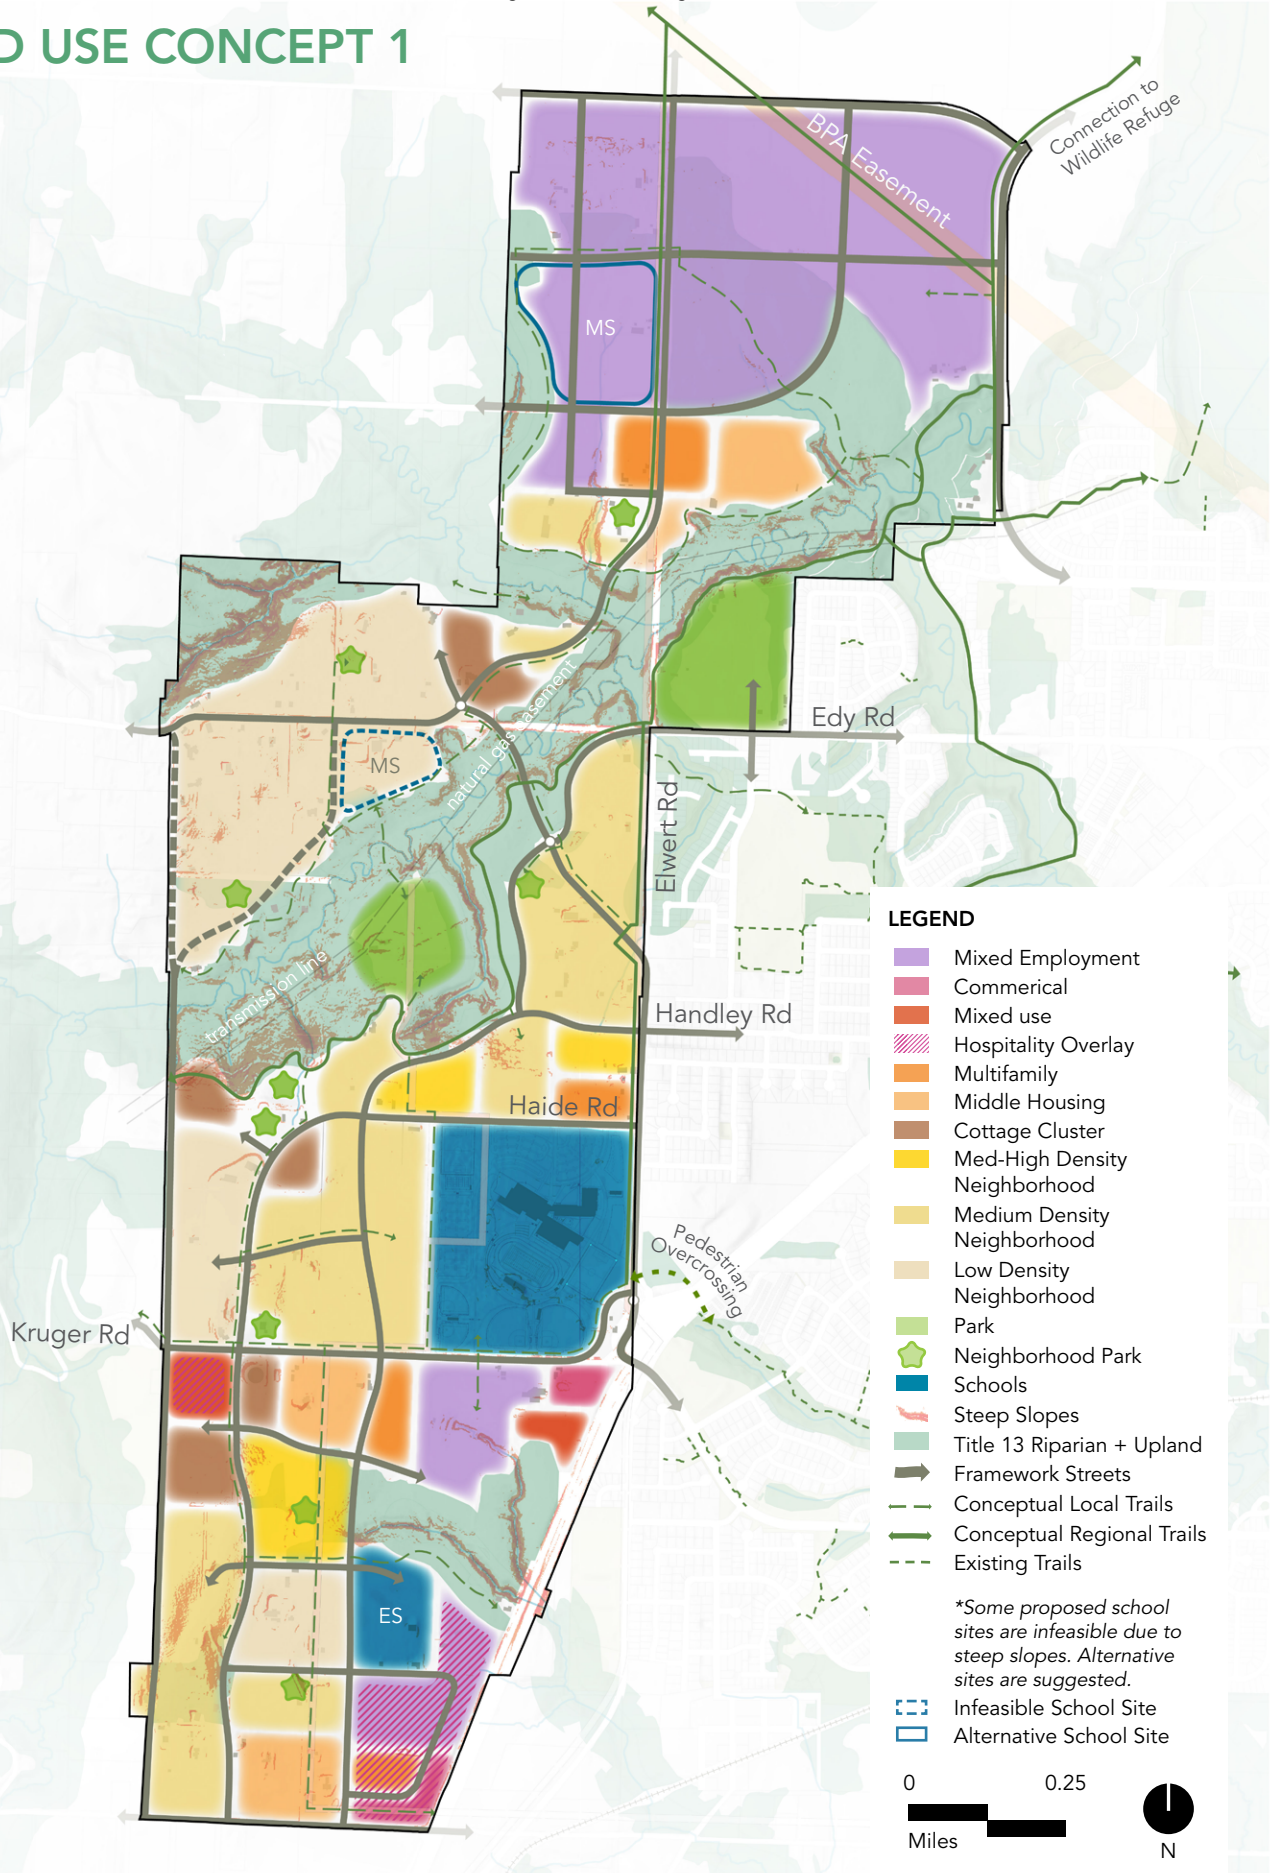 D USE CONCEPT 1
Connection to
Wildlife Refuge
BPA Easement
MS
natural gas easement
Edy Rd
MS
Elwert Rd
transmission line
Handley Rd
Haide Rd
Pedestrian
Overcrossing
Kruger Rd
ES
LEGEND
Mixed Employment
Commerical
Mixed use
Hospitality Overlay
Multifamily
Middle Housing
Cottage Cluster
Med-High Density
Neighborhood
Medium Density
Neighborhood
Low Density
Neighborhood
Park
Neighborhood Park
Schools
Steep Slopes
Title 13 Riparian + Upland
Framework Streets
Conceptual Local Trails
Conceptual Regional Trails
Existing Trails
*Some proposed school
sites are infeasible due to
steep slopes. Alternative
sites are suggested.
Infeasible School Site
Alternative School Site
0 0.25
Miles
N